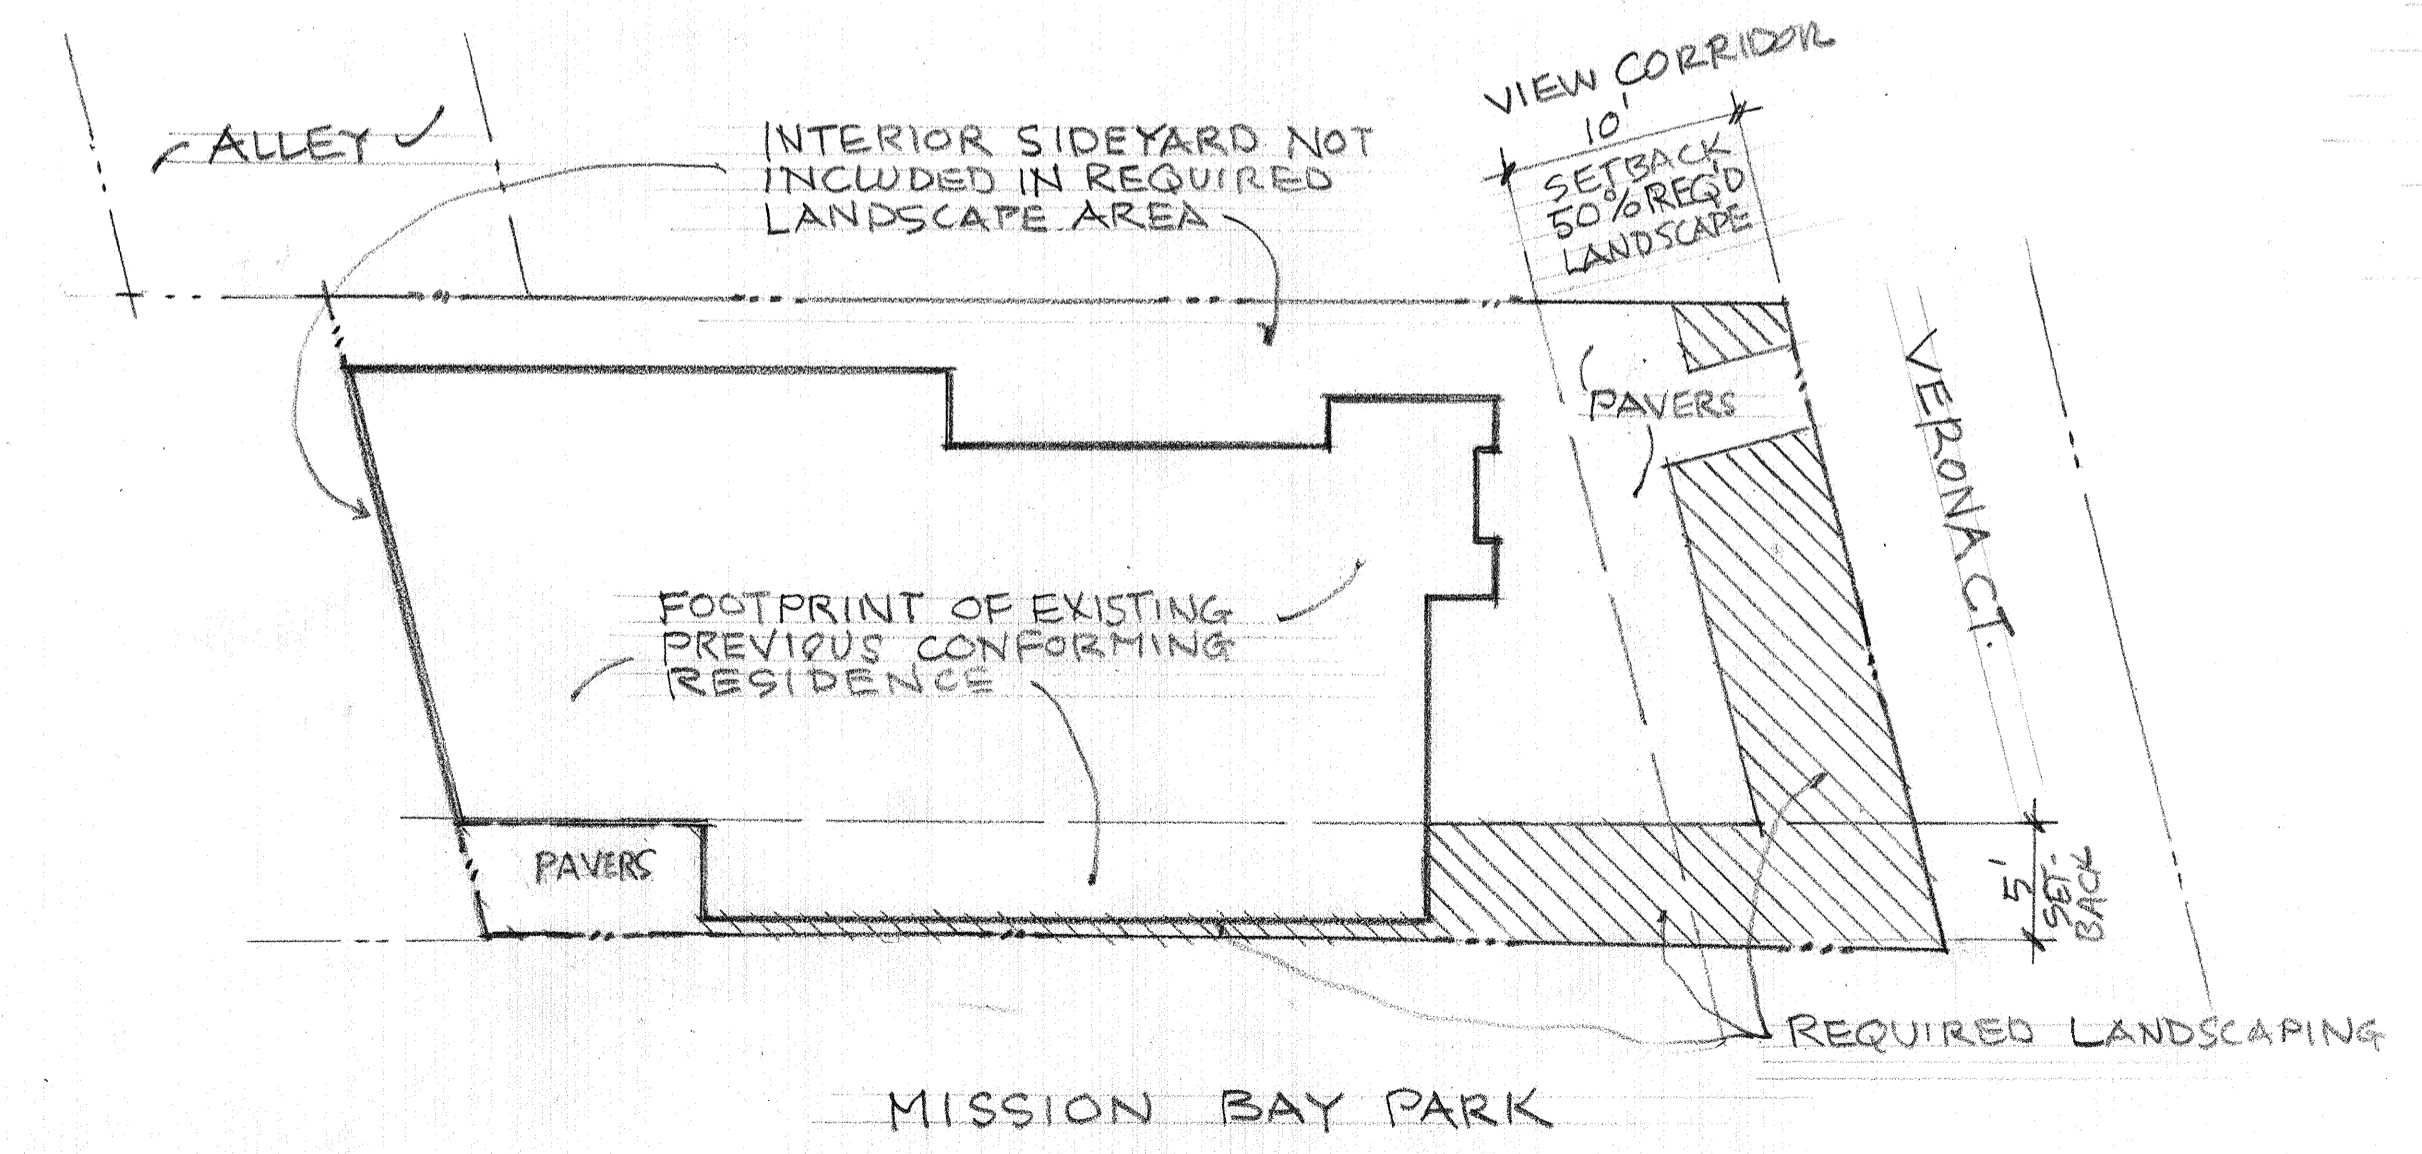 VIEW CORRIDOR
10'
SETBACK
50% REQ'D
LANDSCAPE
ALLEY
INTERIOR SIDEYARD NOT
INCLUDED IN REQUIRED
LANDSCAPE AREA
PAVERS
VERONA CT.
FOOTPRINT OF EXISTING
PREVIOUS CONFORMING
RESIDENCE
PAVERS
5'
SET-
BACK
REQUIRED LANDSCAPING
MISSION BAY PARK